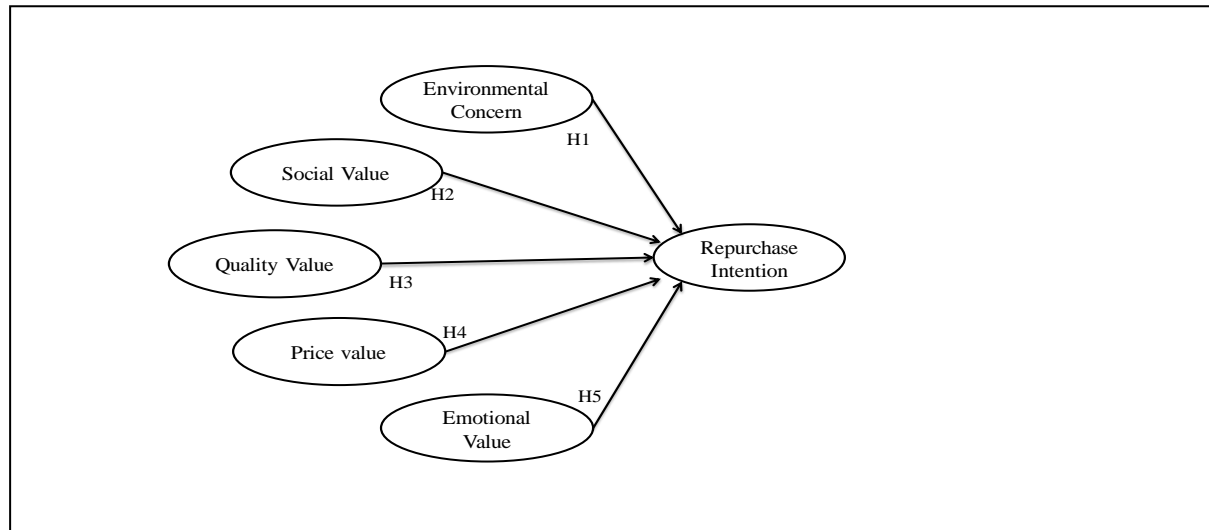 Environmental
Concern
H1
Social Value
H2
Quality Value
H3
Repurchase
Intention
Price value
H4
Emotional
Value
H5